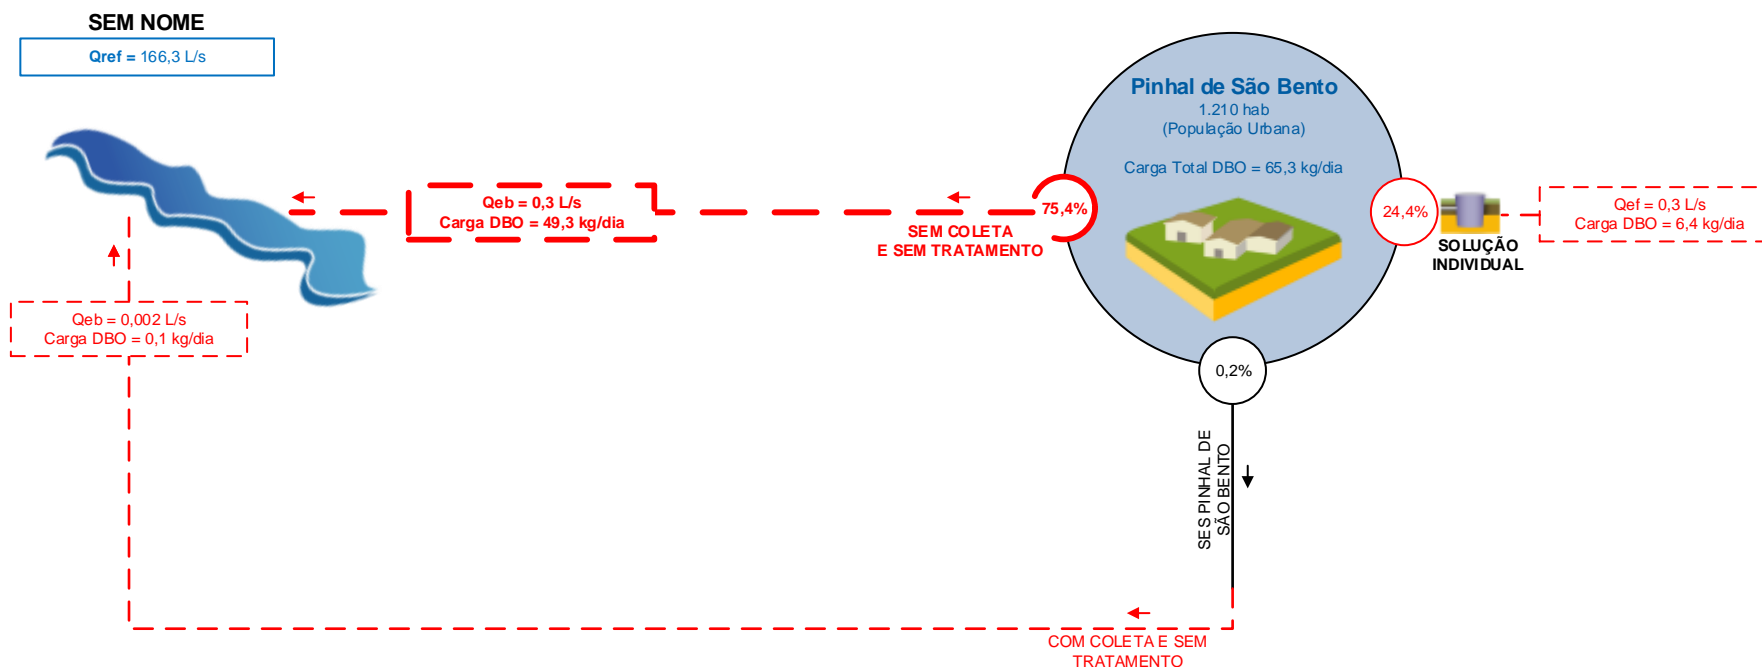 SEM NOME
Qref = 166,3 L/s
Pinhal de São Bento
1.210 hab
(População Urbana)
Carga Total DBO = 65,3 kg/dia
Qeb = 0,3 L/s
Carga DBO = 49,3 kg/dia
75,4%
SEM COLETA
E SEM TRATAMENTO
24,4%
SOLUÇÃO
INDIVIDUAL
Qef = 0,3 L/s
Carga DBO = 6,4 kg/dia
Qeb = 0,002 L/s
Carga DBO = 0,1 kg/dia
0,2%
SES PINHAL DE
SÃO BENTO
COM COLETA E SEM
TRATAMENTO